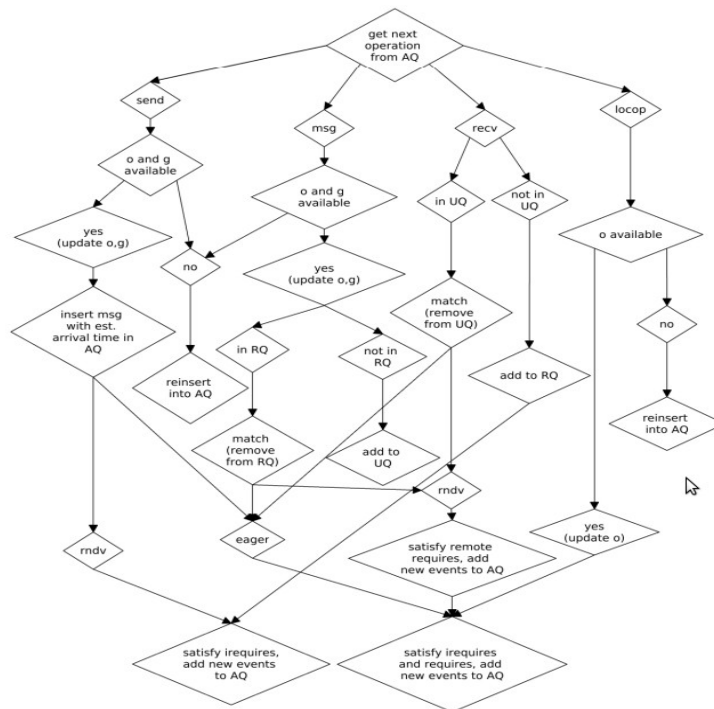 get next
operation
from AQ
send
msg
recv
locop
o and g
available
o and g
available
in UQ
not in
UQ
yes
(update o,g)
no
yes
(update o,g)
o available
insert msg
with est.
arrival time in
AQ
match
(remove
from UQ)
no
in RQ
not in
RQ
reinsert
into AQ
add to RQ
reinsert
into AQ
match
(remove
from RQ)
add to
UQ
rndv
rndv
eager
yes
(update o)
satisfy remote
requires, add
new events to AQ
satisfy irequires,
add new events
to AQ
satisfy irequires
and requires, add
new events to AQ